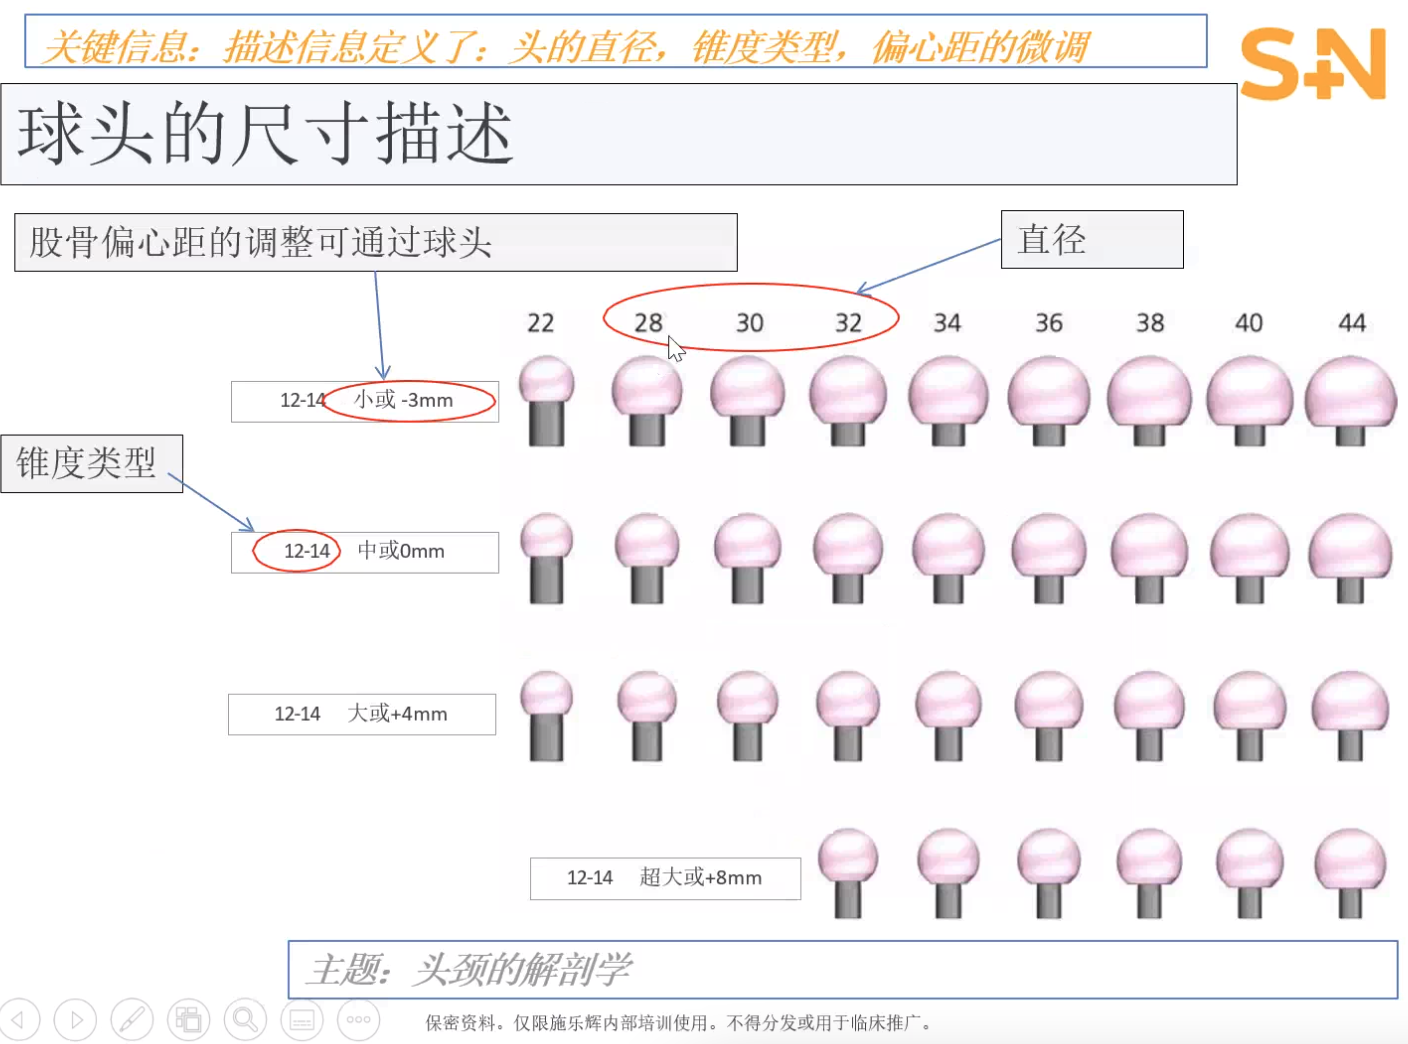 关键信息：描述信息定义了：头的直径，锥度类型，偏心距的微调
S+N
球头的尺寸描述
股骨偏心距的调整可通过球头
直径
22 28 30 32 34 36 38 40 44
12-14 小或 -3mm
锥度类型
12-14 中或0mm
12-14 大或+4mm
12-14 超大或+8mm
主题：头颈的解剖学
保密资料。仅限施乐辉内部培训使用。不得分发或用于临床推广。